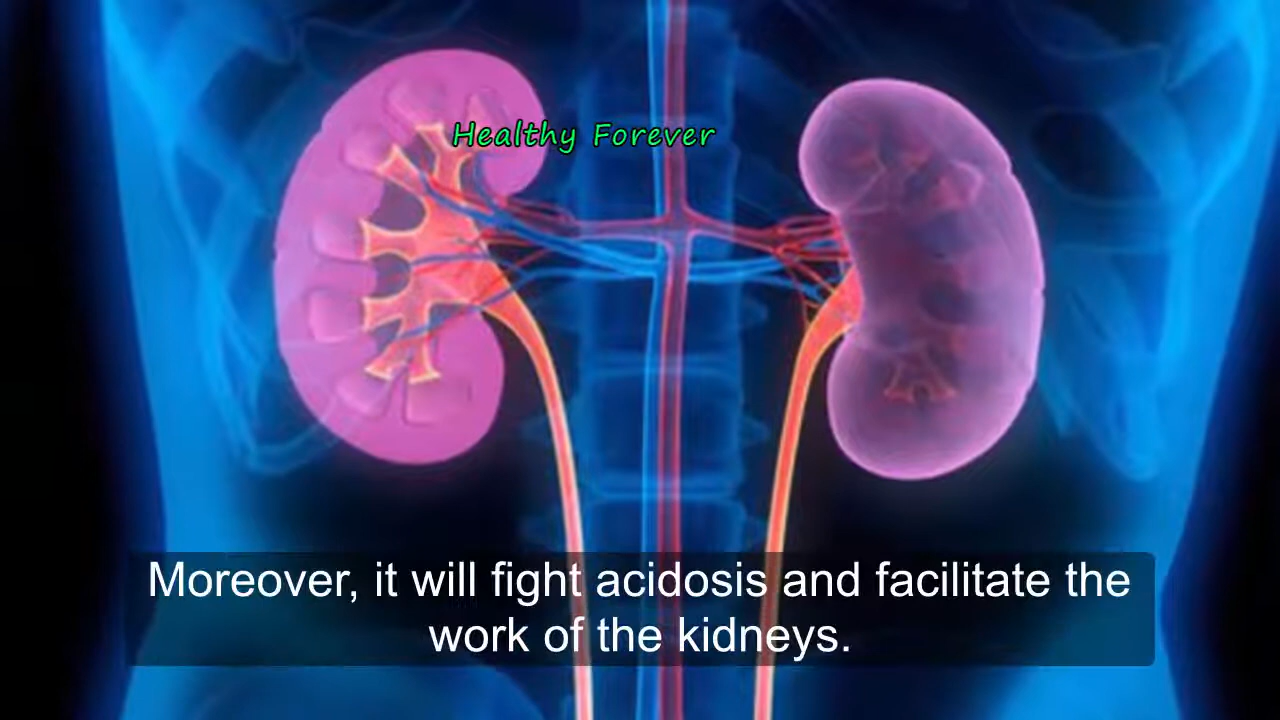 Healthy Forever
Moreover, it will fight acidosis and facilitate the
work of the kidneys.